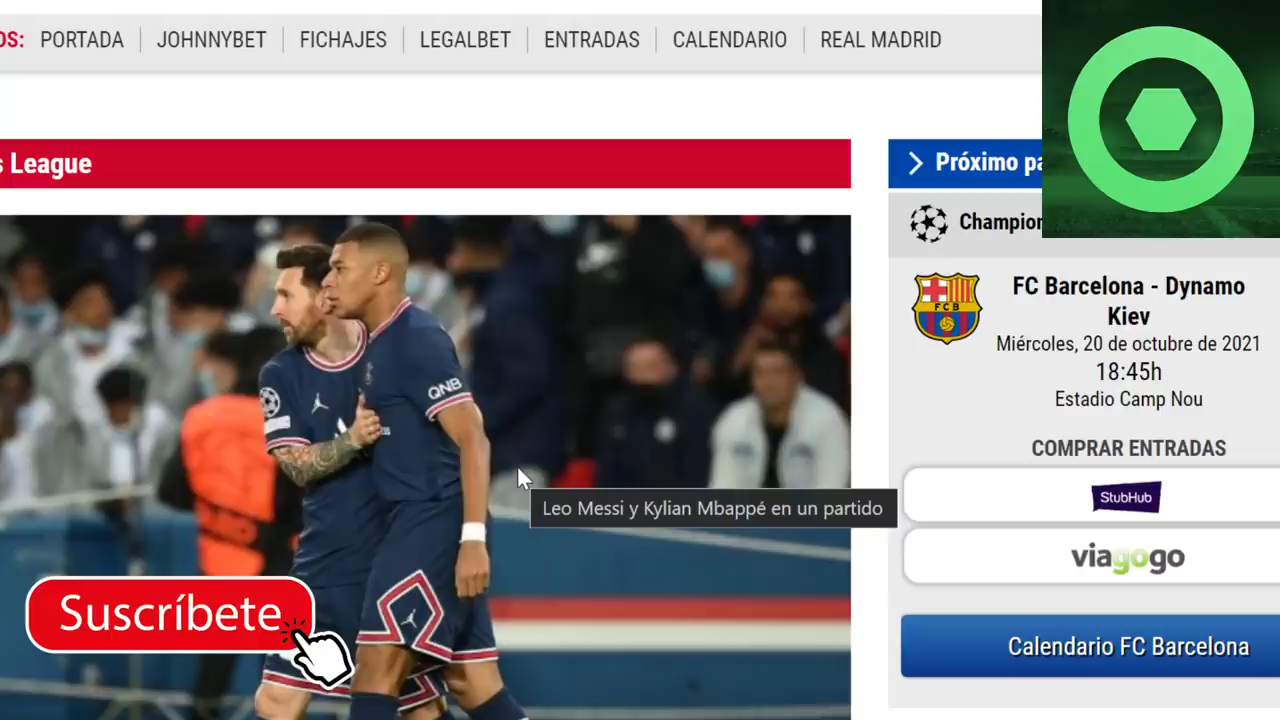 OS: PORTADA JOHNNYBET FICHAJES LEGALBET ENTRADAS CALENDARIO REAL MADRID
s League
Próximo pa
Champion
FC Barcelona - Dynamo
Kiev
Miércoles, 20 de octubre de 2021
18:45h
Estadio Camp Nou
FCB
QNB
COMPRAR ENTRADAS
StubHub
Leo Messi y Kylian Mbappé en un partido
viagogo
Suscríbete
Calendario FC Barcelona